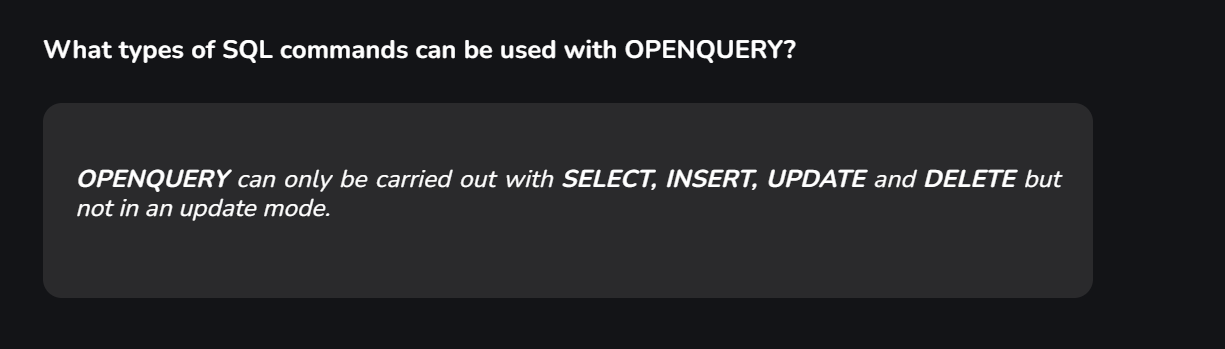 What types of SQL commands can be used with OPENQUERY?
OPENQUERY can only be carried out with SELECT, INSERT, UPDATE and DELETE but
not in an update mode.